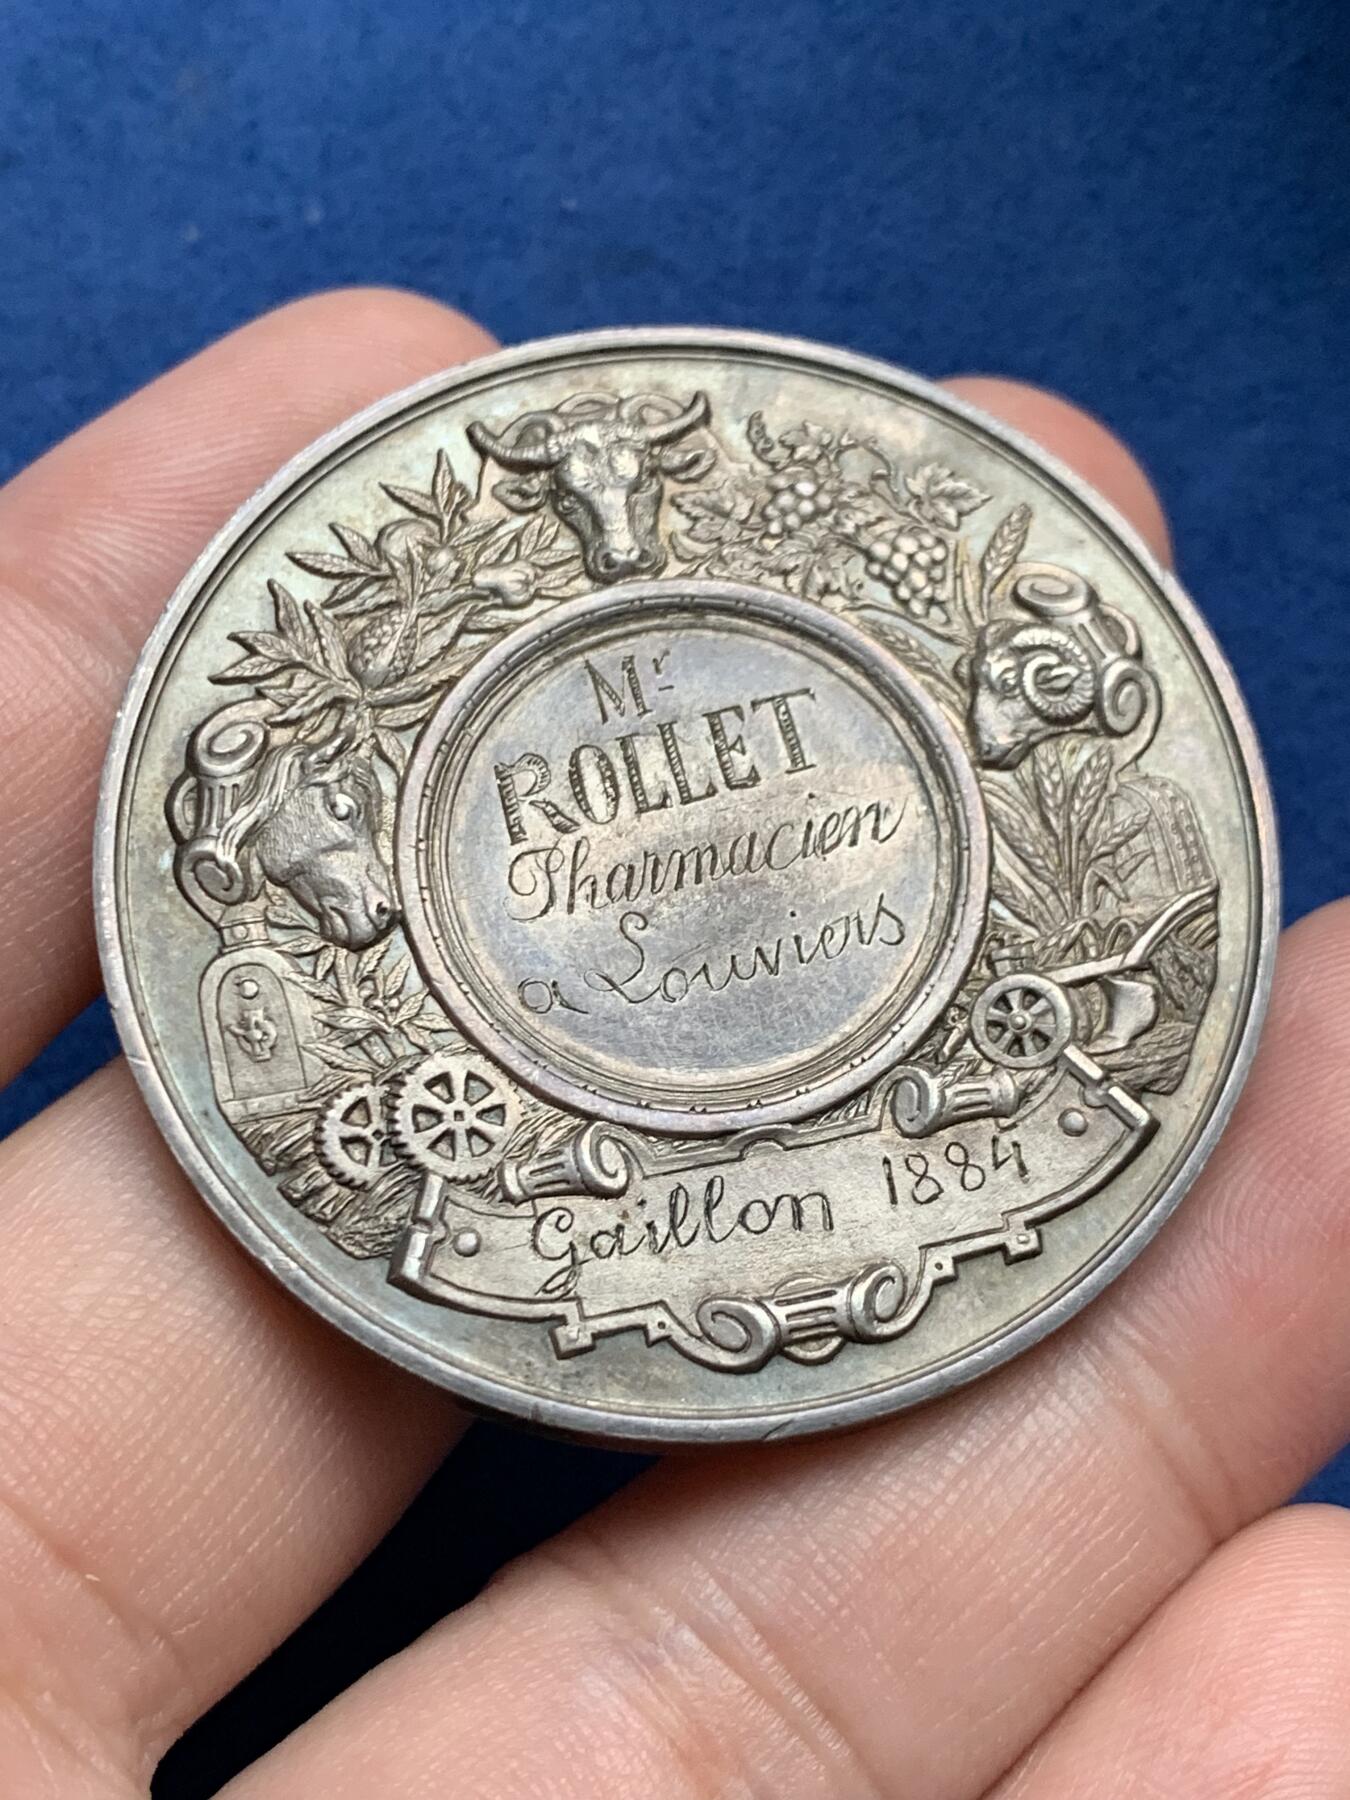 Mr
ROLLET
Pharmacien
a Louviers
Gaillon 1884